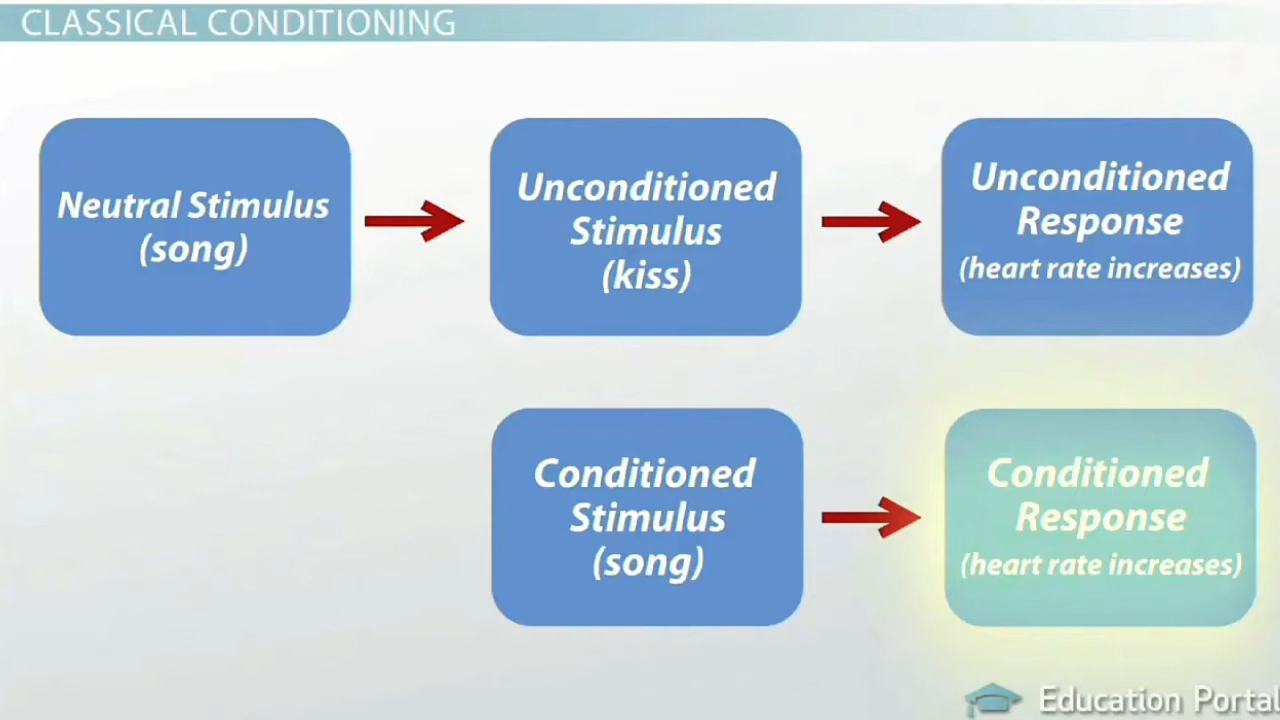 CLASSICAL CONDITIONING
Neutral Stimulus
(song)
Unconditioned
Stimulus
(kiss)
Unconditioned
Response
(heart rate increases)
Conditioned
Stimulus
(song)
Conditioned
Response
(heart rate increases)
Education Portal